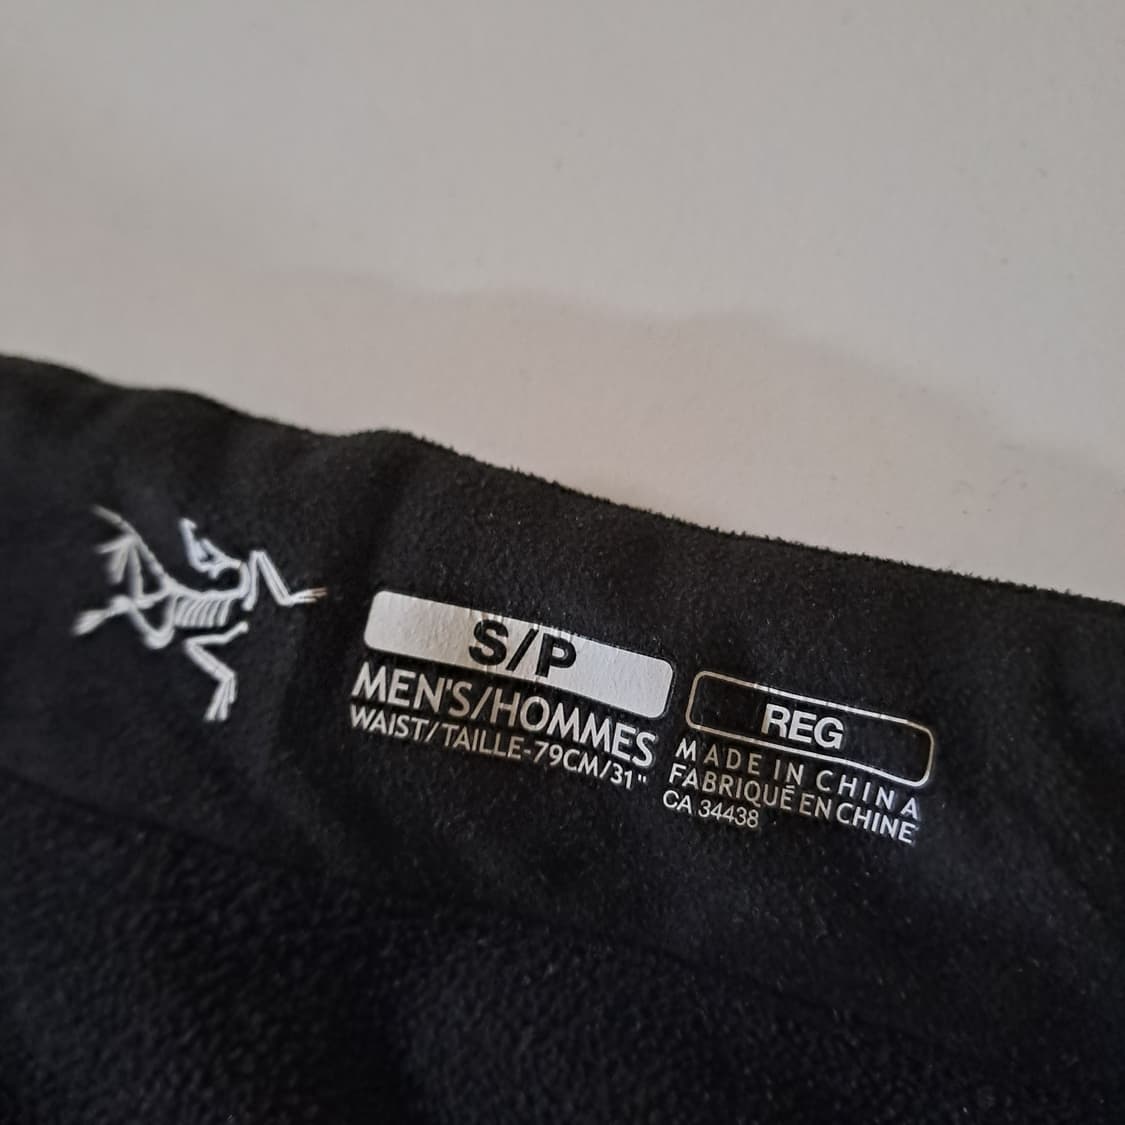 S/P
MEN'S/HOMMES
WAIST/TAILLE-79CM/31"
REG
MADE IN CHINA
FABRIQUÉ EN CHINE
CA 34438